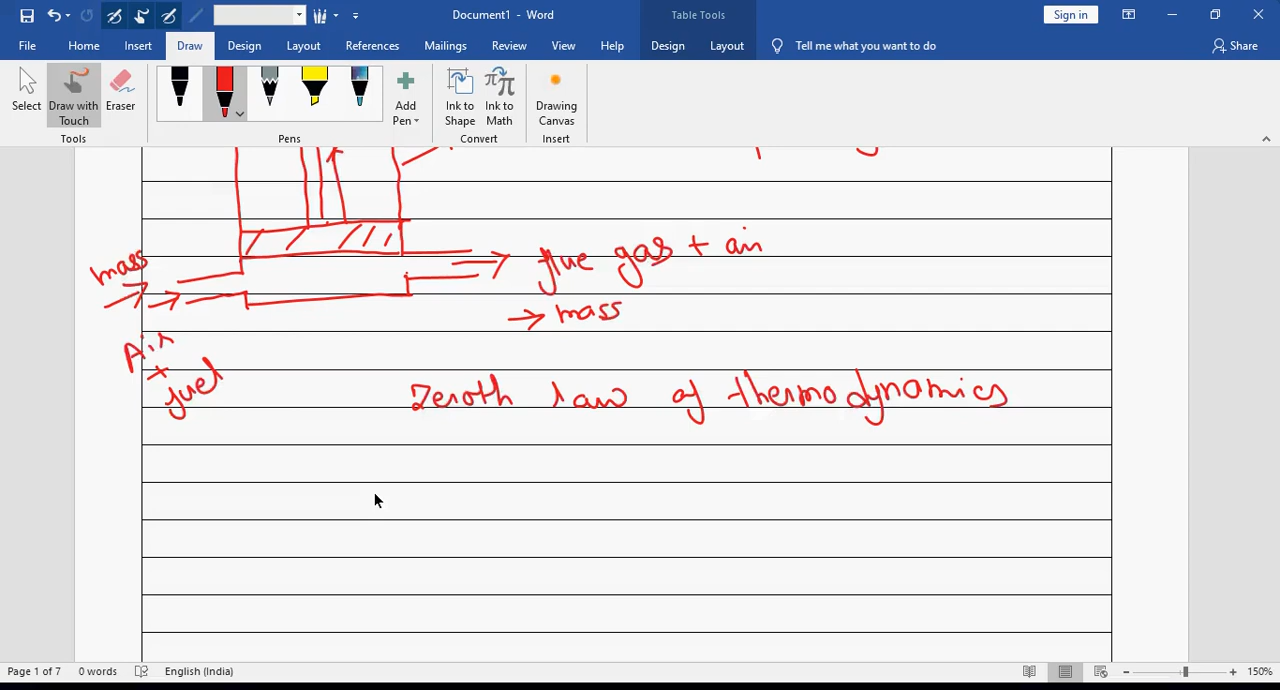 Document1 - Word
Table Tools
Sign in
File Home Insert Draw Design Layout References Mailings Review View Help Design Layout Tell me what you want to do Share
Select Draw with Touch Eraser Add Pen Ink to Shape Ink to Math Drawing Canvas
Tools Pens Convert Insert
mass
flue gas + air
→ mass
Air
+
fuel
Zeroth law of thermodynamics
Page 1 of 7 0 words English (India) 150%